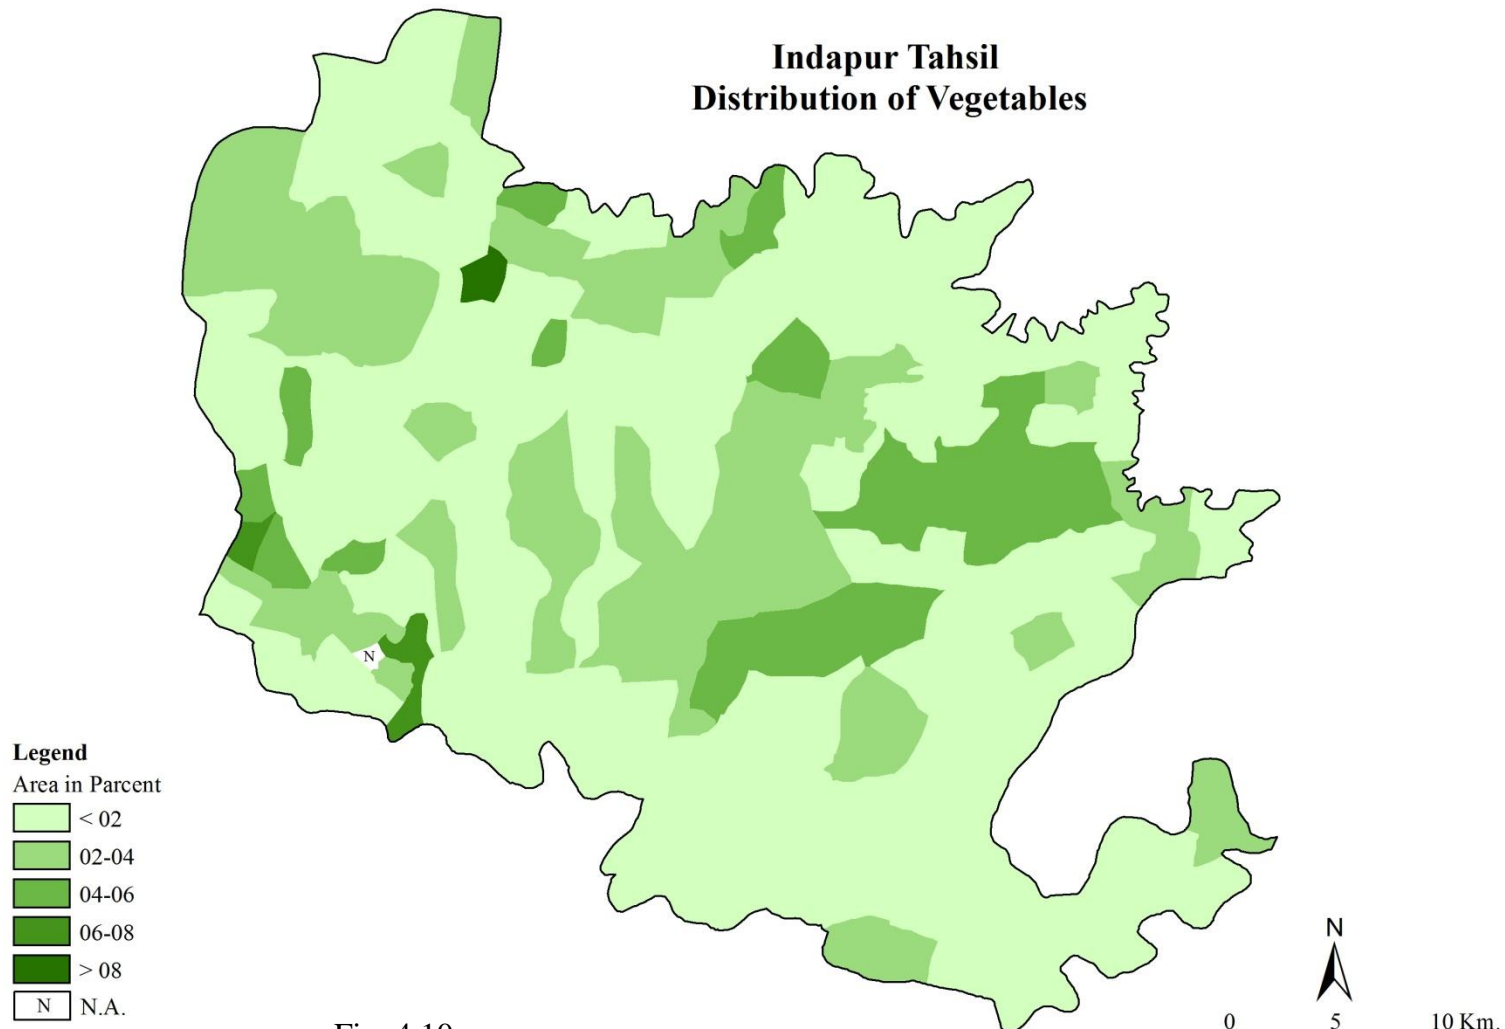 Indapur Tahsil
Distribution of Vegetables
N
Legend
Area in Parcent
< 02
02-04
04-06
06-08
> 08
N N.A.
N
0 5 10 Km.